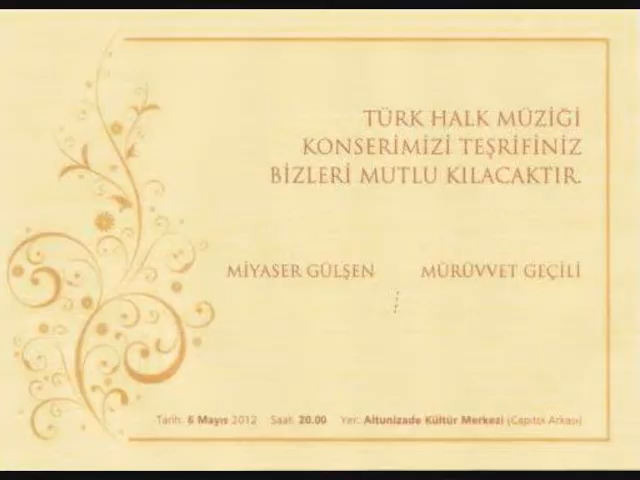 TÜRK HALK MÜZİĞİ
KONSERİMİZİ TEŞRİFİNİZ
BİZLERİ MUTLU KILACAKTIR.
MİYASER GÜLŞEN MÜRÜVVET GEÇİLİ
Tarih: 6 Mayıs 2012 Saat: 20.00 Yer: Altunizade Kültür Merkezi (Capitol Arkası)